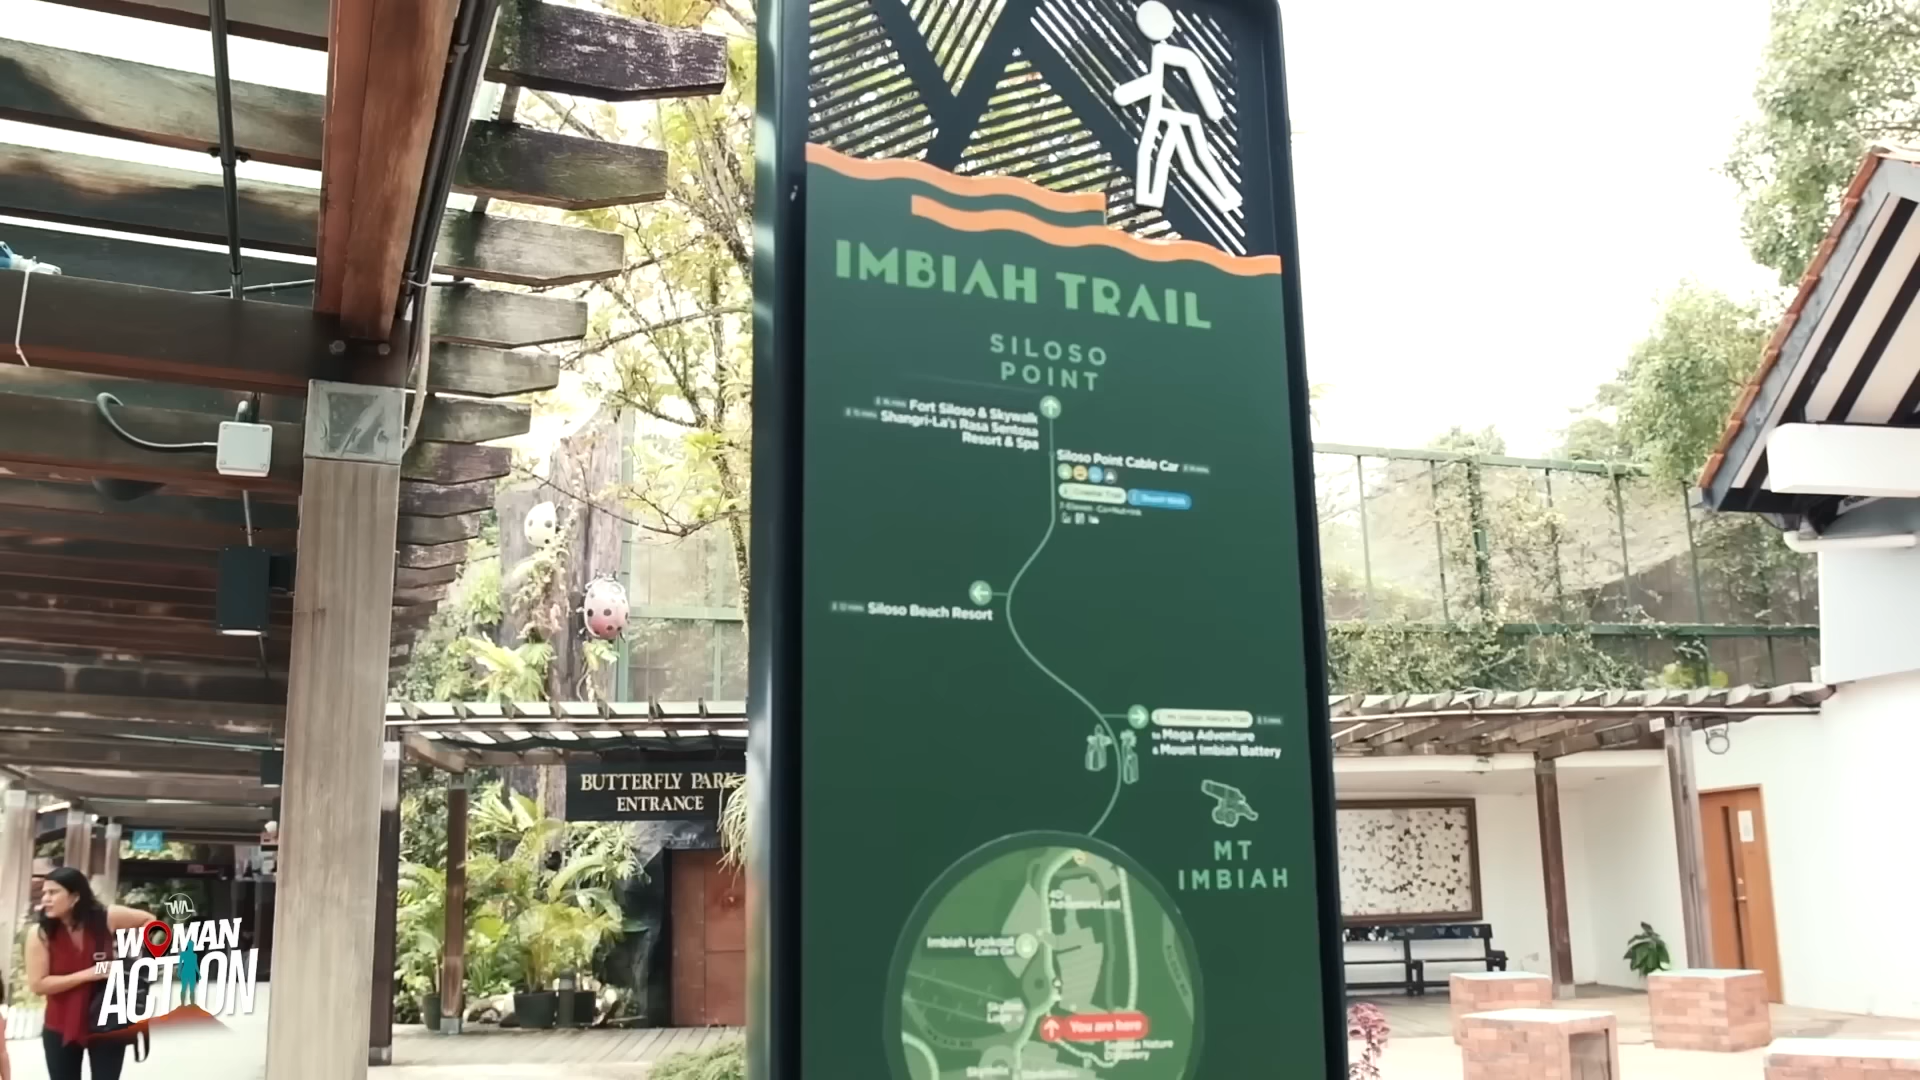 IMBIAH TRAIL
SILOSO
POINT
Fort Siloso & Skywalk
Shangri-La's Rasa Sentosa
Resort & Spa
Siloso Point Cable Car
Siloso Beach Resort
to Mega Adventure
& Mount Imbiah Battery
MT
IMBIAH
AdventureLand
Imbiah Lookout
Cable Car
You are here
BUTTERFLY PARK
ENTRANCE
WOMAN
IN ACTION